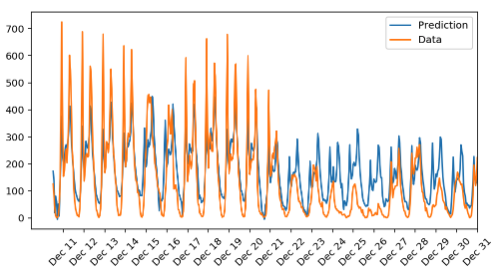 Prediction
Data
700
600
500
400
300
200
100
0
Dec 11
Dec 12
Dec 13
Dec 14
Dec 15
Dec 16
Dec 17
Dec 18
Dec 19
Dec 20
Dec 21
Dec 22
Dec 23
Dec 24
Dec 25
Dec 26
Dec 27
Dec 28
Dec 29
Dec 30
Dec 31